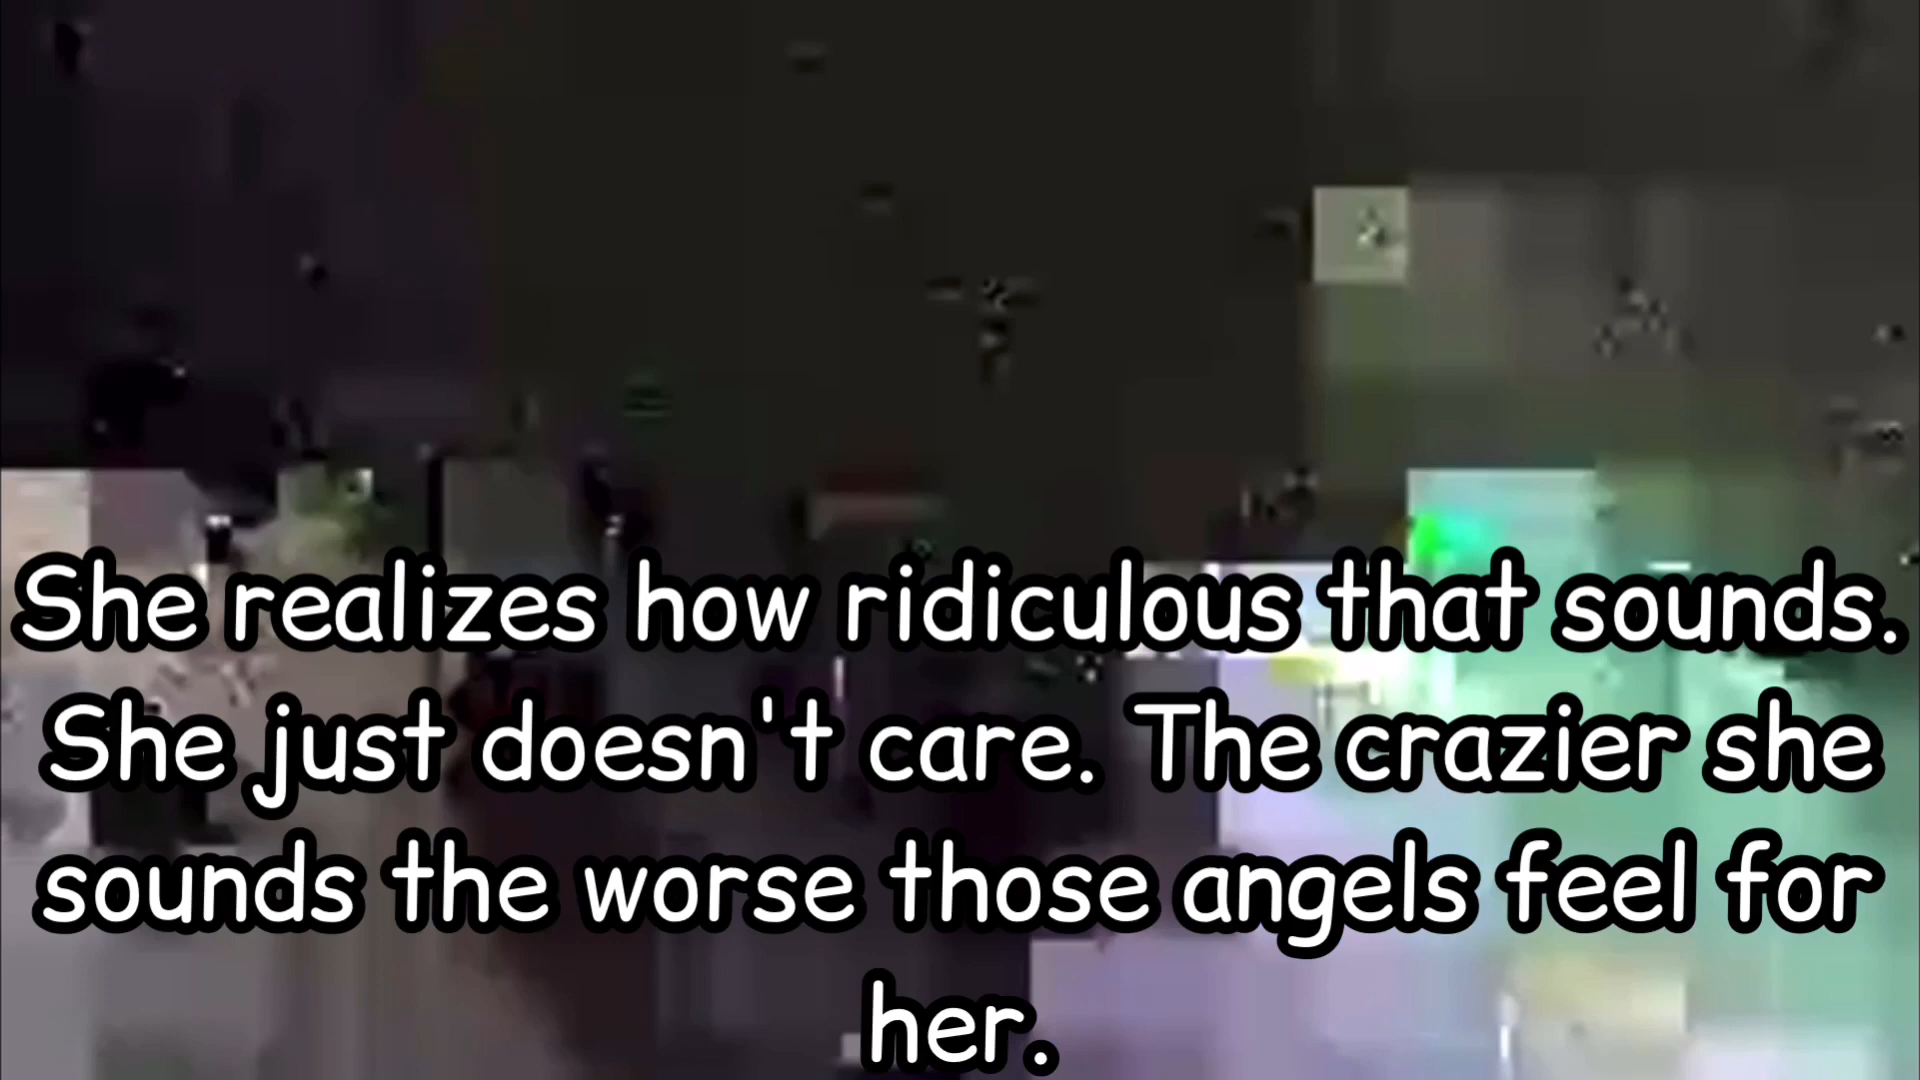 She realizes how ridiculous that sounds.
She just doesn't care. The crazier she
sounds the worse those angels feel for
her.